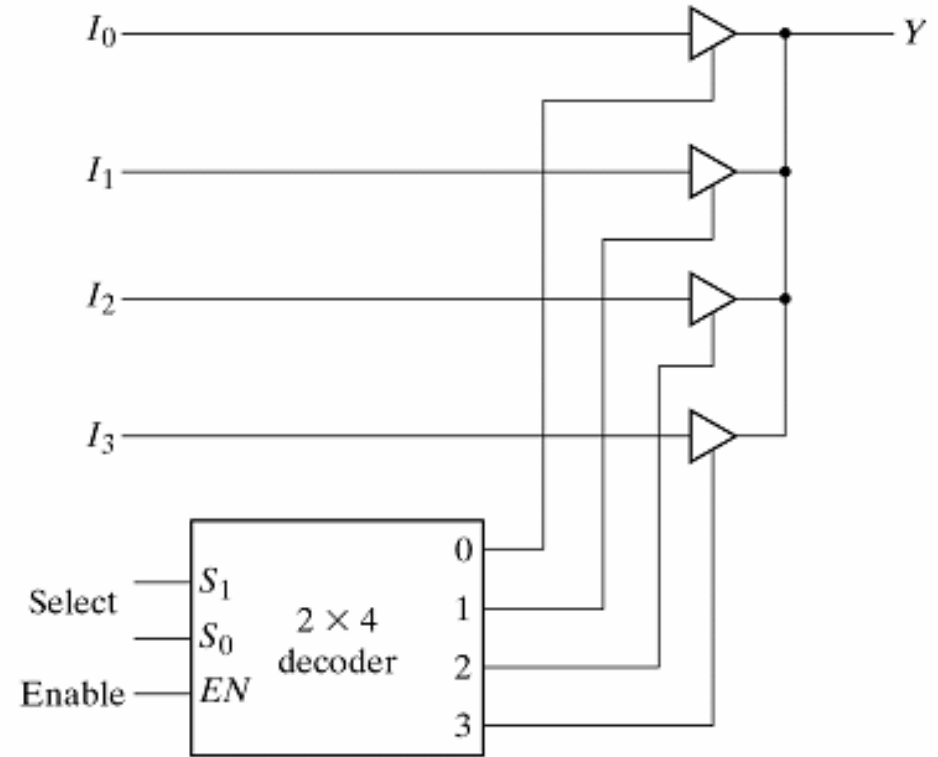 I₀
Y
I₁
I₂
I₃
0
Select
S₁
1
2 × 4
S₀
decoder
2
Enable
EN
3